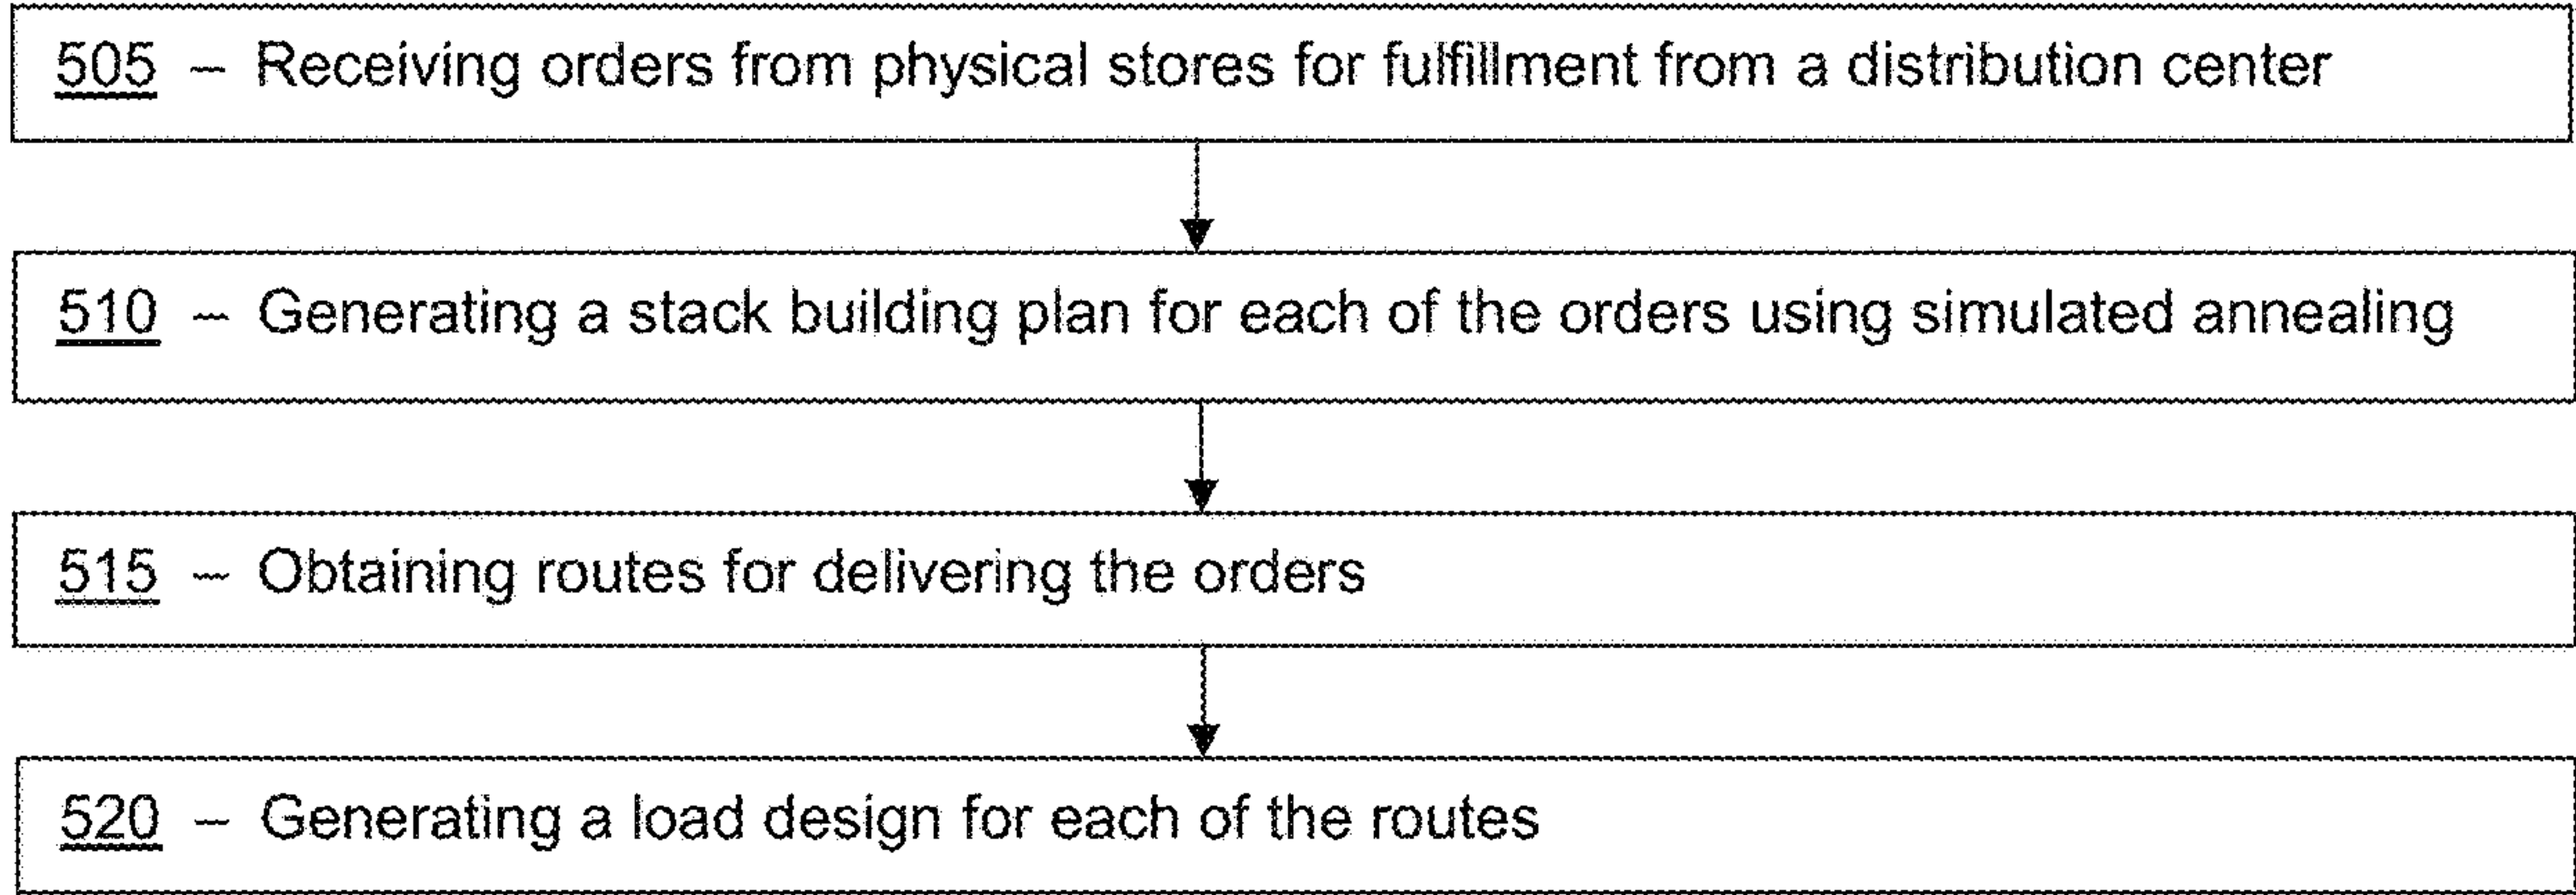 505 – Receiving orders from physical stores for fulfillment from a distribution center
510 – Generating a stack building plan for each of the orders using simulated annealing
515 – Obtaining routes for delivering the orders
520 – Generating a load design for each of the routes